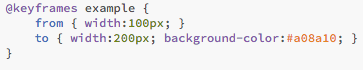 @keyframes example {
    from { width:100px; }
    to { width:200px; background-color:#a08a10; }
}